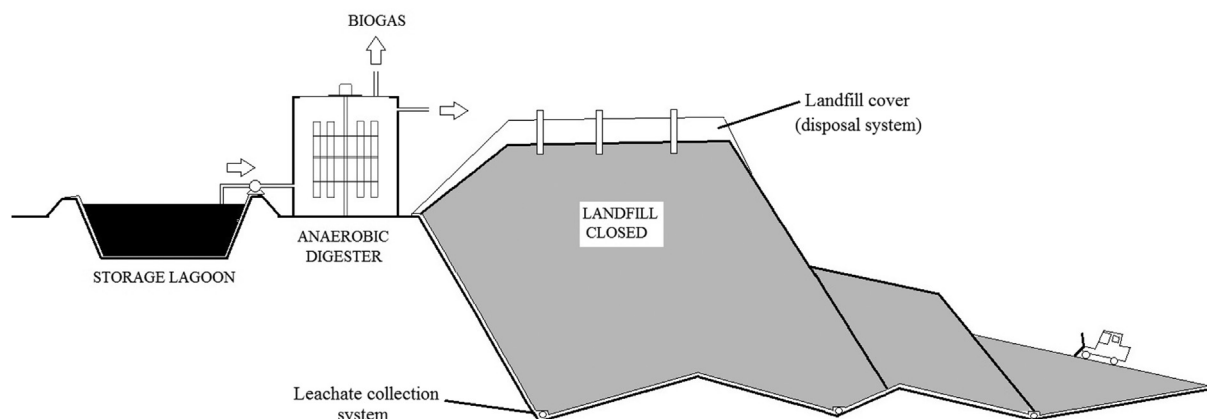 BIOGAS
Landfill cover
(disposal system)
LANDFILL
CLOSED
ANAEROBIC
DIGESTER
STORAGE LAGOON
Leachate collection
system